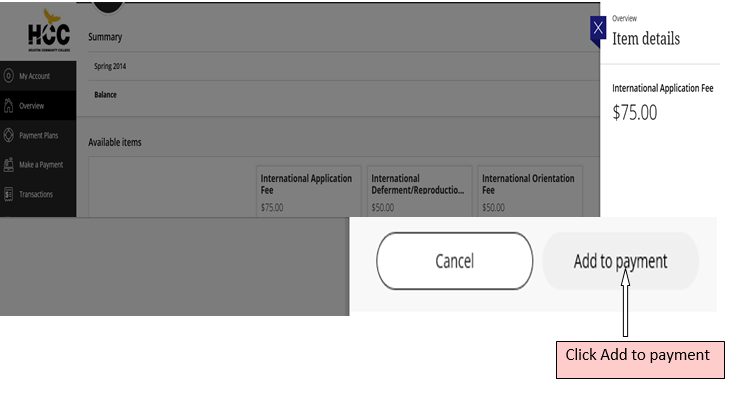 HCC
HOUSTON COMMUNITY COLLEGE
My Account
Overview
Payment Plans
Make a Payment
Transactions
Summary
Spring 2014
Balance
Available items
International Application
Fee
$75.00
International
Deferment/Reproductio...
$50.00
International Orientation
Fee
$50.00
X
Overview
Item details
International Application Fee
$75.00
Cancel
Add to payment
Click Add to payment